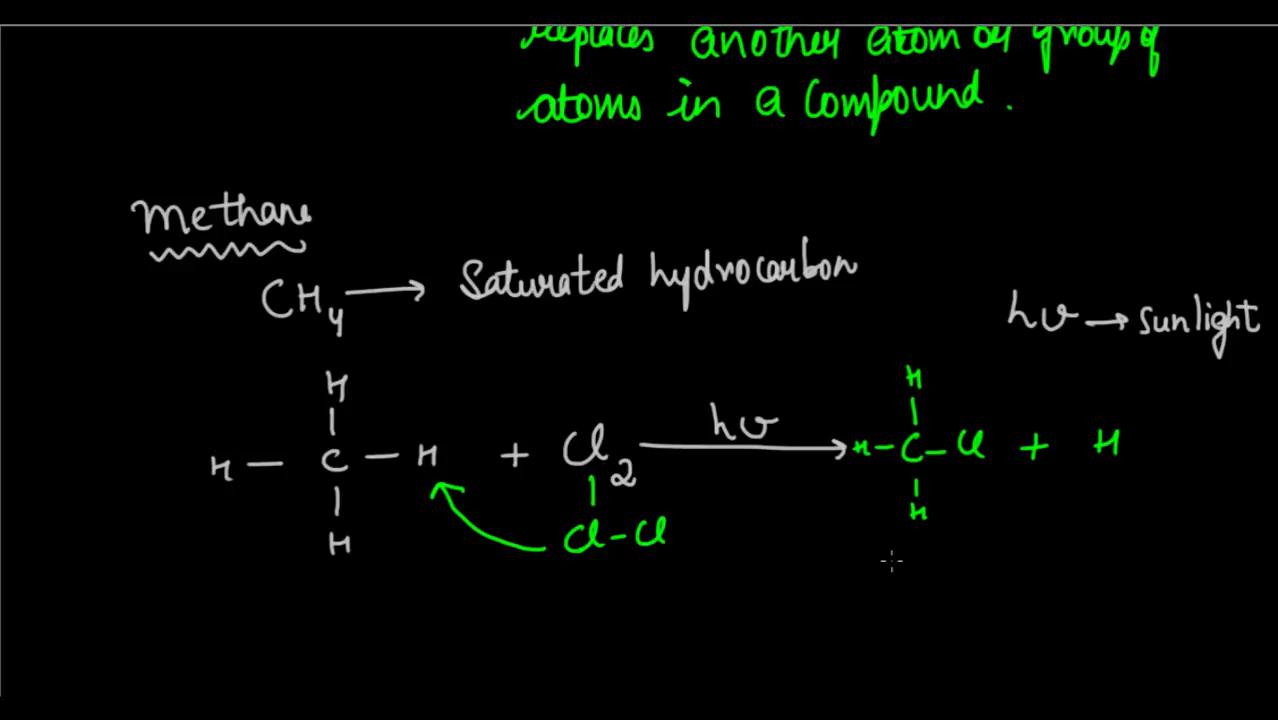 replaces another atom or group of
atoms in a compound.
Methane
CH4 → Saturated hydrocarbon
hν → sunlight
H
H – C – H + Cl2 hν → H – C – Cl + H
H
Cl – Cl
H
H